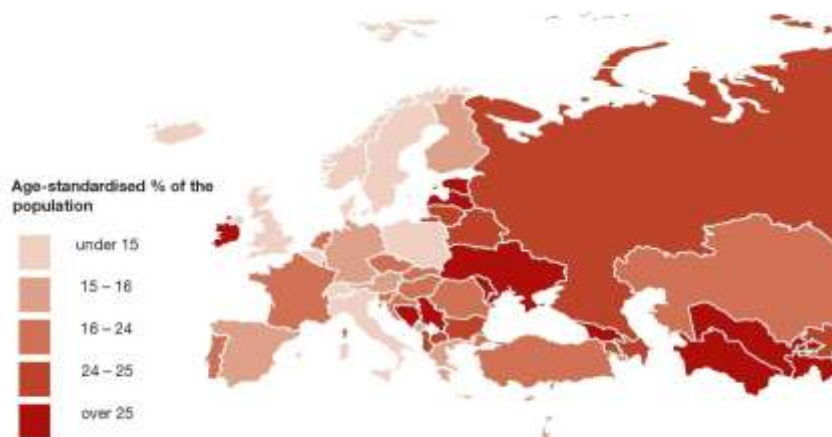 Age-standardised % of the
population
under 15
15 – 16
16 – 24
24 – 25
over 25